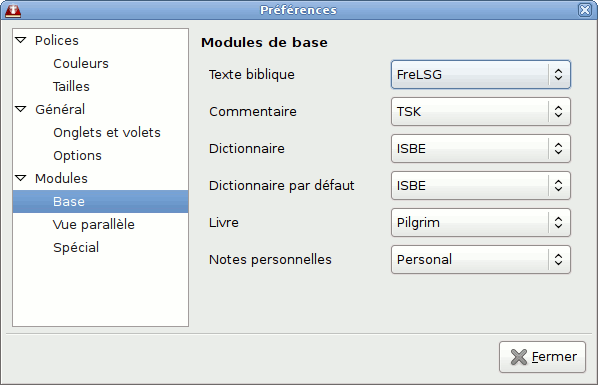 Préférences
Polices
Couleurs
Tailles
Général
Onglets et volets
Options
Modules
Base
Vue parallèle
Spécial
Modules de base
Texte biblique FreLSG
Commentaire TSK
Dictionnaire ISBE
Dictionnaire par défaut ISBE
Livre Pilgrim
Notes personnelles Personal
Fermer